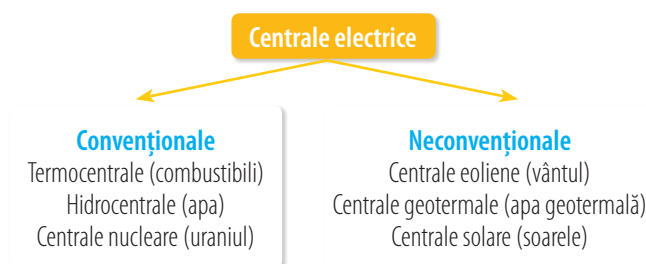 Centrale electrice
Convenționale
Termocentrale (combustibili)
Hidrocentrale (apa)
Centrale nucleare (uraniul)
Neconvenționale
Centrale eoliene (vântul)
Centrale geotermale (apa geotermală)
Centrale solare (soarele)